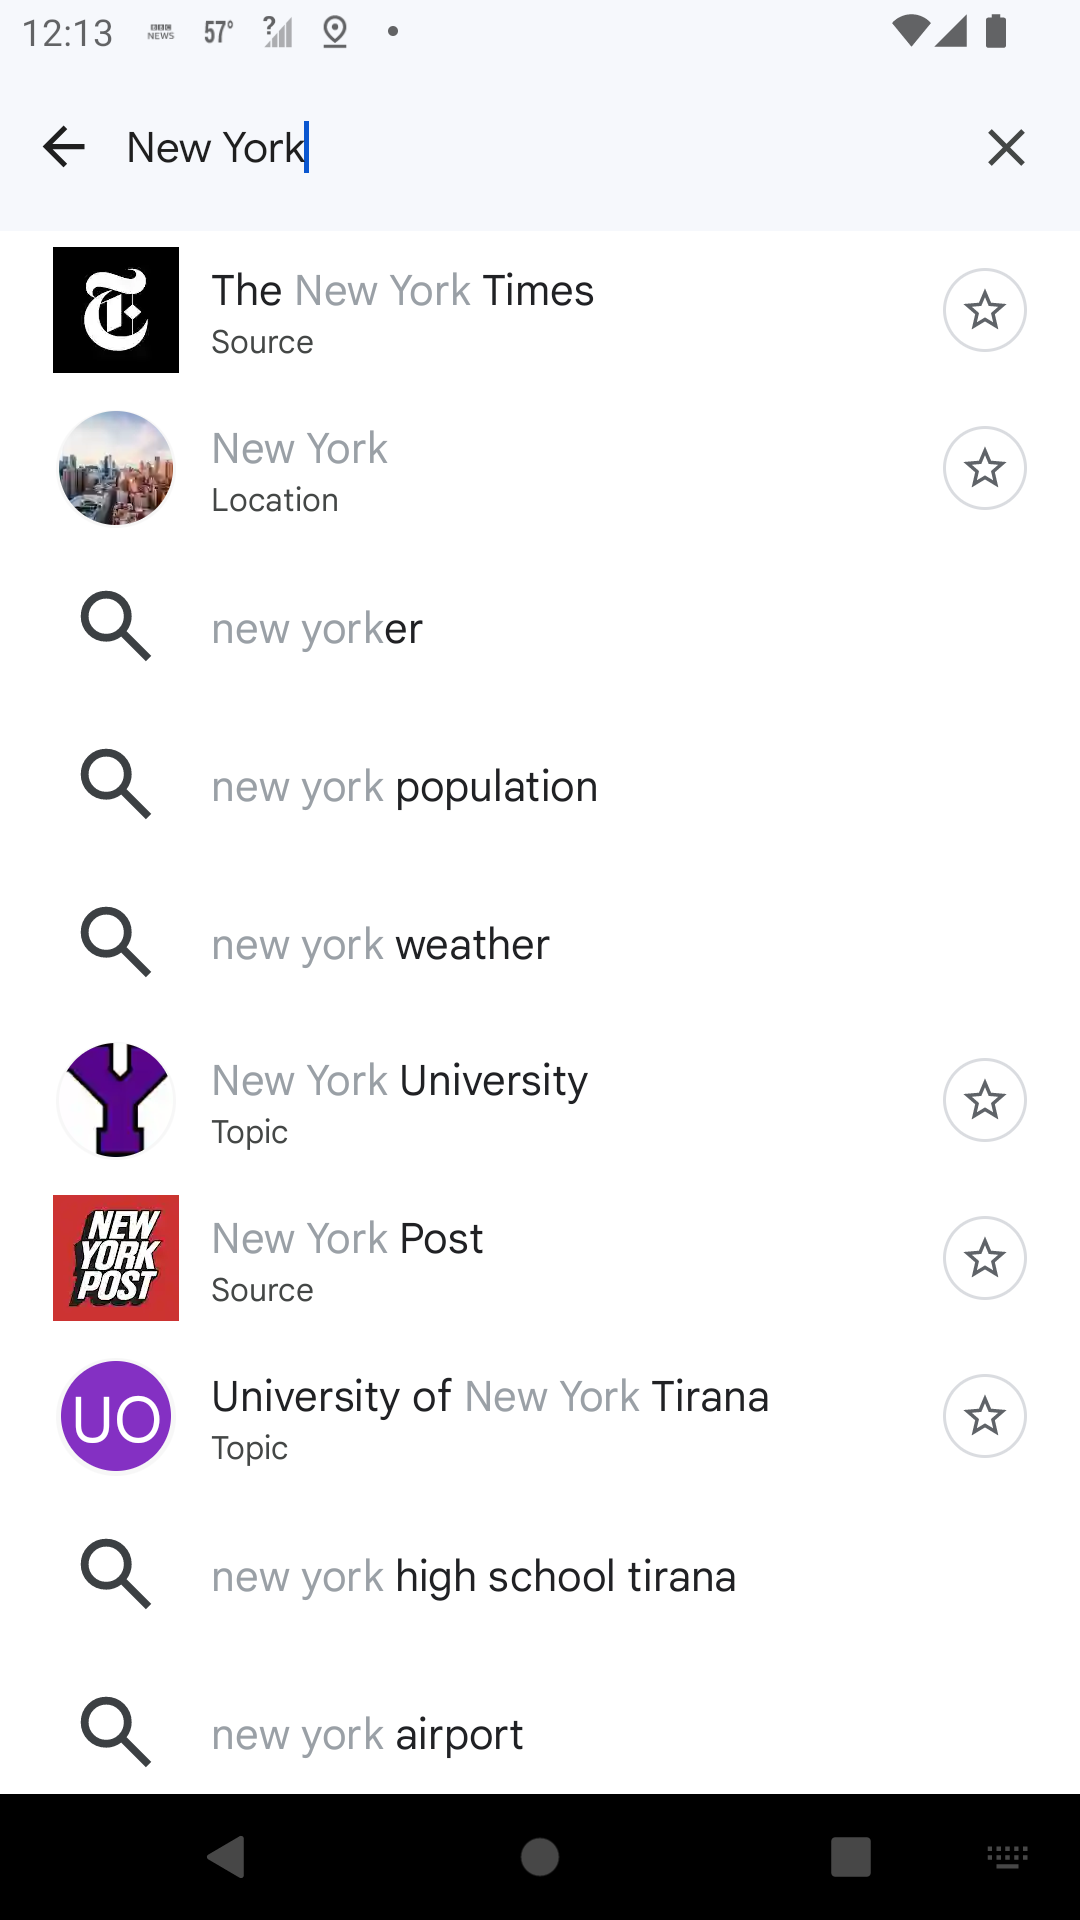 12:13 BBC NEWS 57° ?
New York
The New York Times
Source
New York
Location
new yorker
new york population
new york weather
New York University
Topic
NEW
YORK
POST
New York Post
Source
UO
University of New York Tirana
Topic
new york high school tirana
new york airport